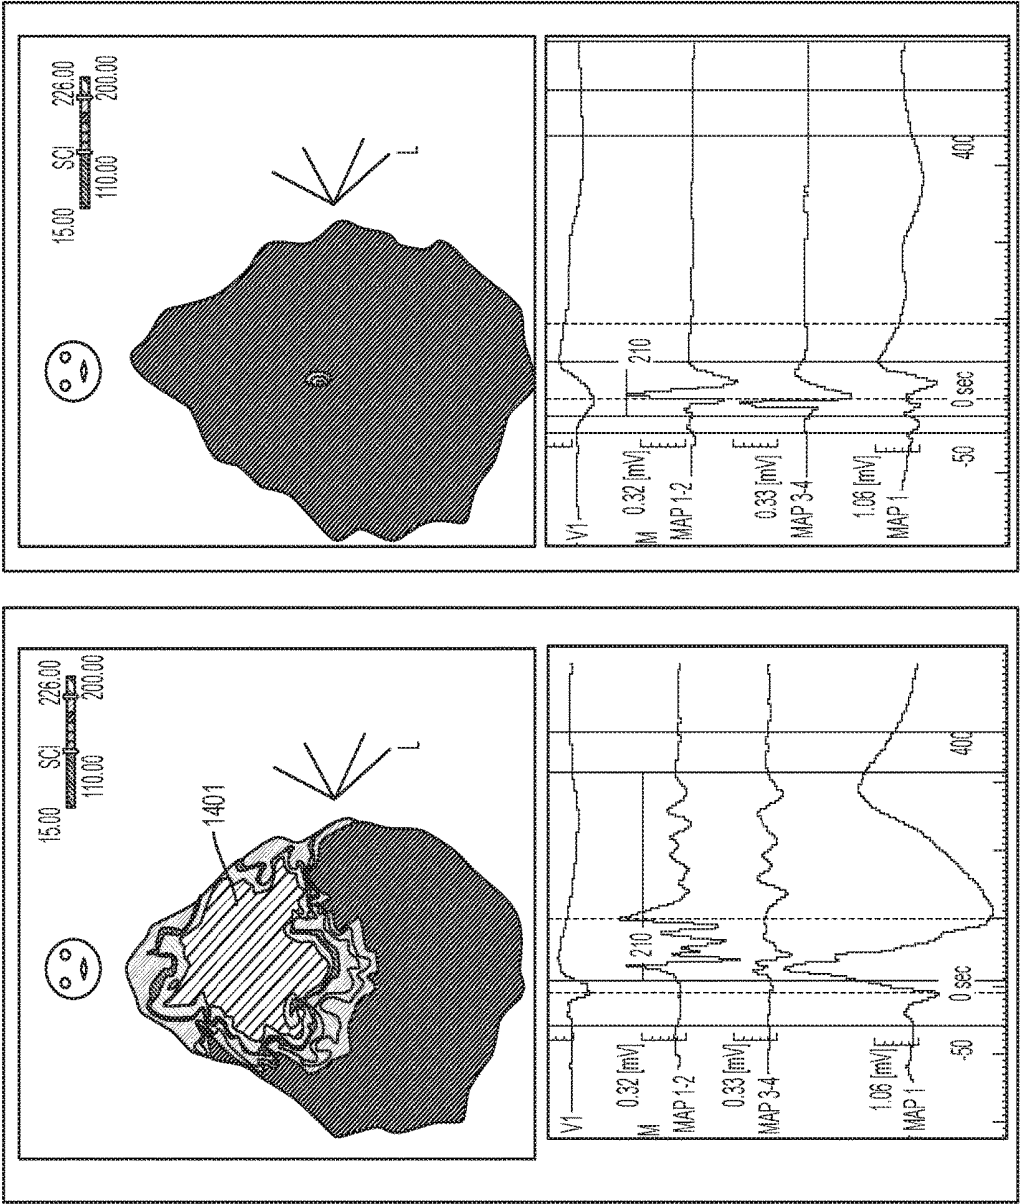 15.00 SCI 226.00
110.00 200.00
1401
L
V1
0.32 [mV]
M 210
MAP 1-2
0.33 [mV]
MAP 3-4
1.06 [mV]
MAP 1
-50 0 sec 400
15.00 SCI 226.00
110.00 200.00
L
V1
0.32 [mV]
M 210
MAP 1-2
0.33 [mV]
MAP 3-4
1.06 [mV]
MAP 1
-50 0 sec 400